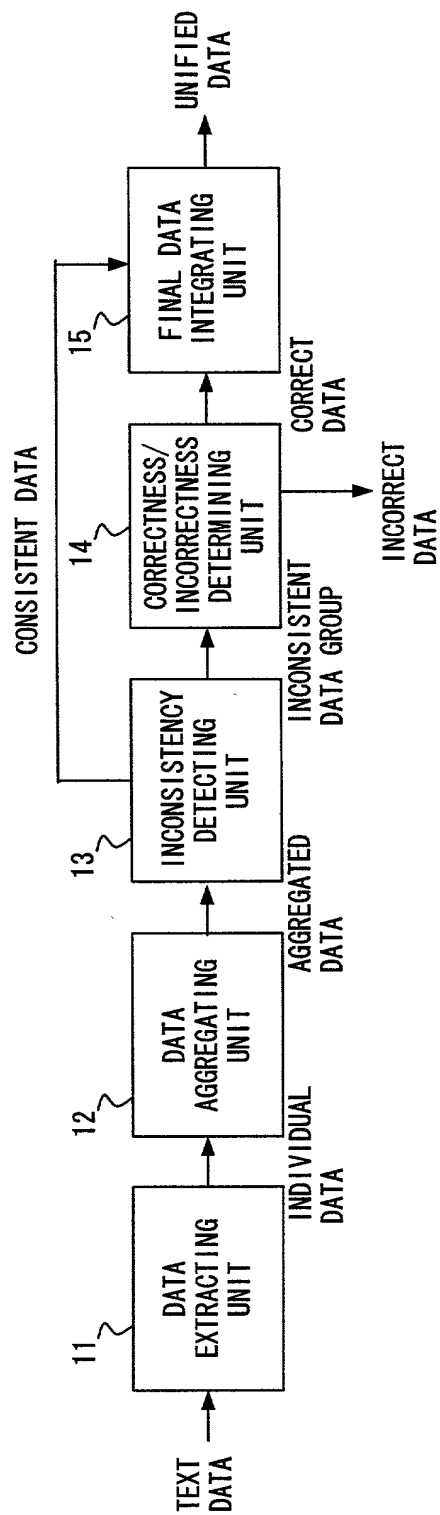 TEXT
DATA
11
DATA
EXTRACTING
UNIT
INDIVIDUAL
DATA
12
DATA
AGGREGATING
UNIT
AGGREGATED
DATA
13
INCONSISTENCY
DETECTING
UNIT
CONSISTENT DATA
INCONSISTENT
DATA GROUP
14
CORRECTNESS/
INCORRECTNESS
DETERMINING
UNIT
INCORRECT
DATA
CORRECT
DATA
15
FINAL DATA
INTEGRATING
UNIT
UNIFIED
DATA